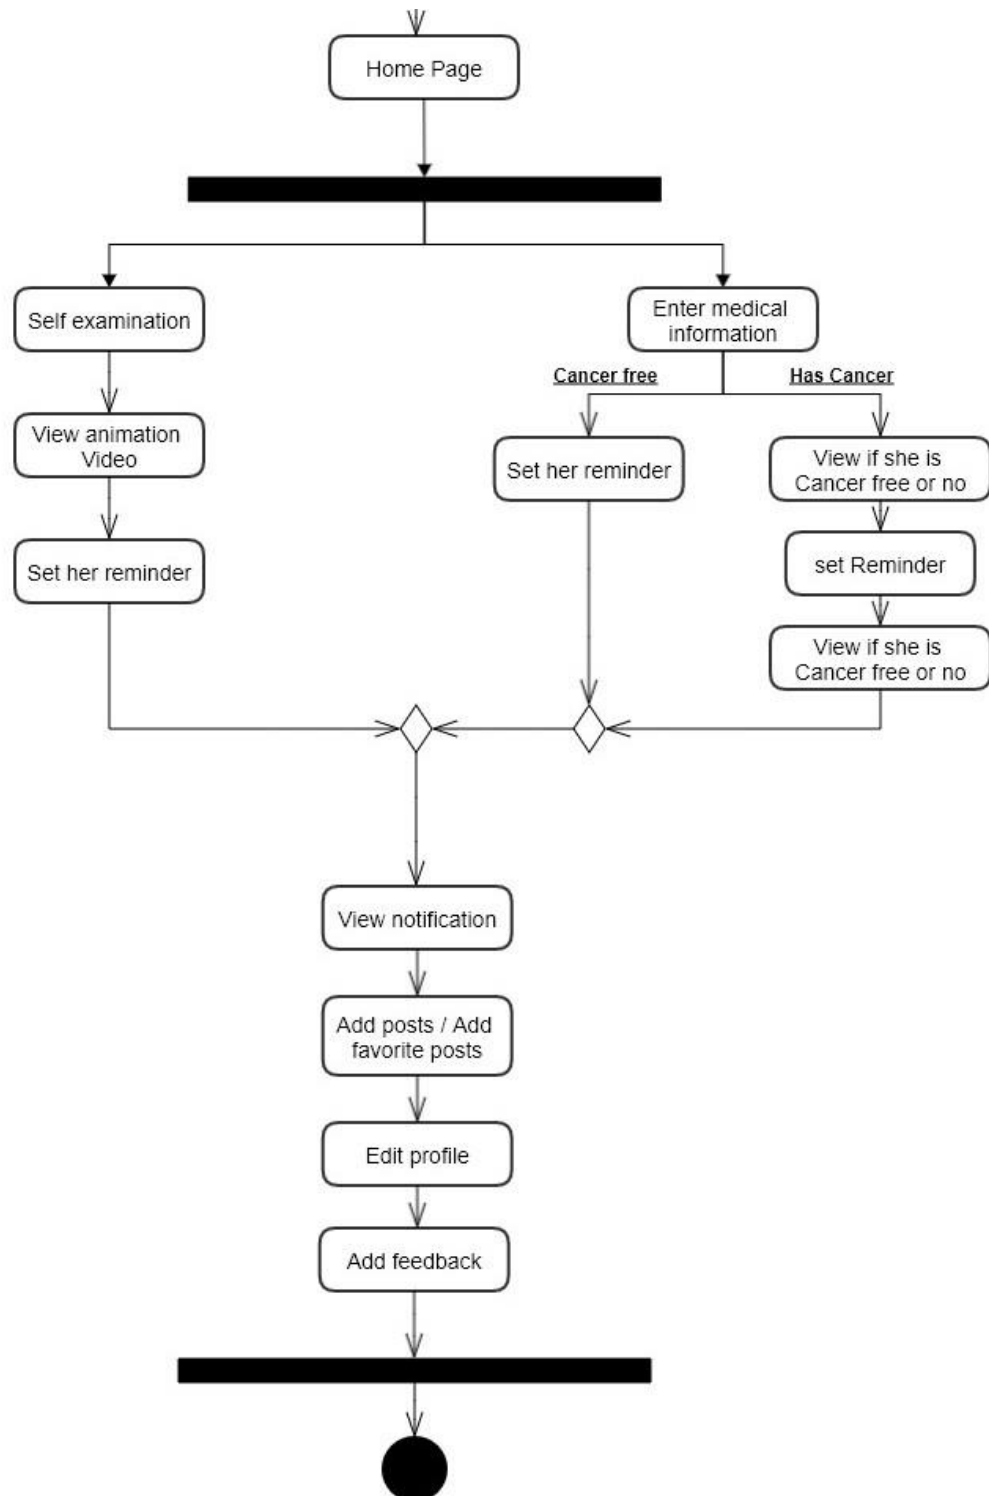 Home Page
Self examination
Enter medical
information
Cancer free
Has Cancer
View animation
Video
Set her reminder
View if she is
Cancer free or no
Set her reminder
set Reminder
View if she is
Cancer free or no
View notification
Add posts / Add
favorite posts
Edit profile
Add feedback